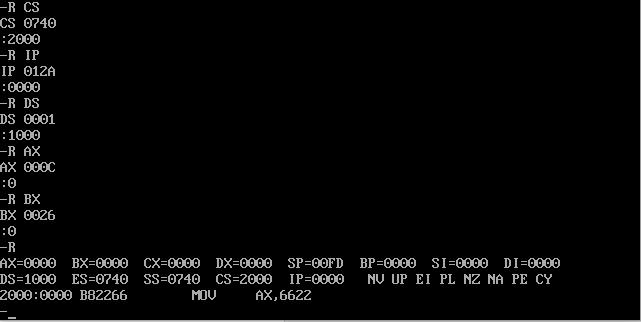 -R CS
CS 0740
:2000
-R IP
IP 012A
:0000
-R DS
DS 0001
:1000
-R AX
AX 000C
:0
-R BX
BX 0026
:0
-R
AX=0000  BX=0000  CX=0000  DX=0000  SP=00FD  BP=0000  SI=0000  DI=0000
DS=1000  ES=0740  SS=0740  CS=2000  IP=0000   NV UP EI PL NZ NA PE CY
2000:0000 B82266        MOV     AX,6622
-_